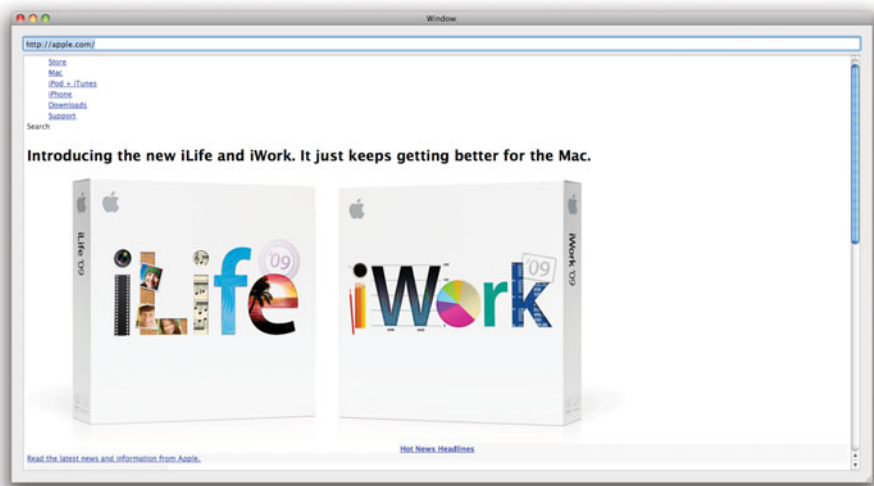 Window
http://apple.com/
Store
Mac
iPod + iTunes
iPhone
Downloads
Support
Search
Introducing the new iLife and iWork. It just keeps getting better for the Mac.
iLife '09
iLife '09
iWork '09
iWork '09
Hot News Headlines
Read the latest news and information from Apple.